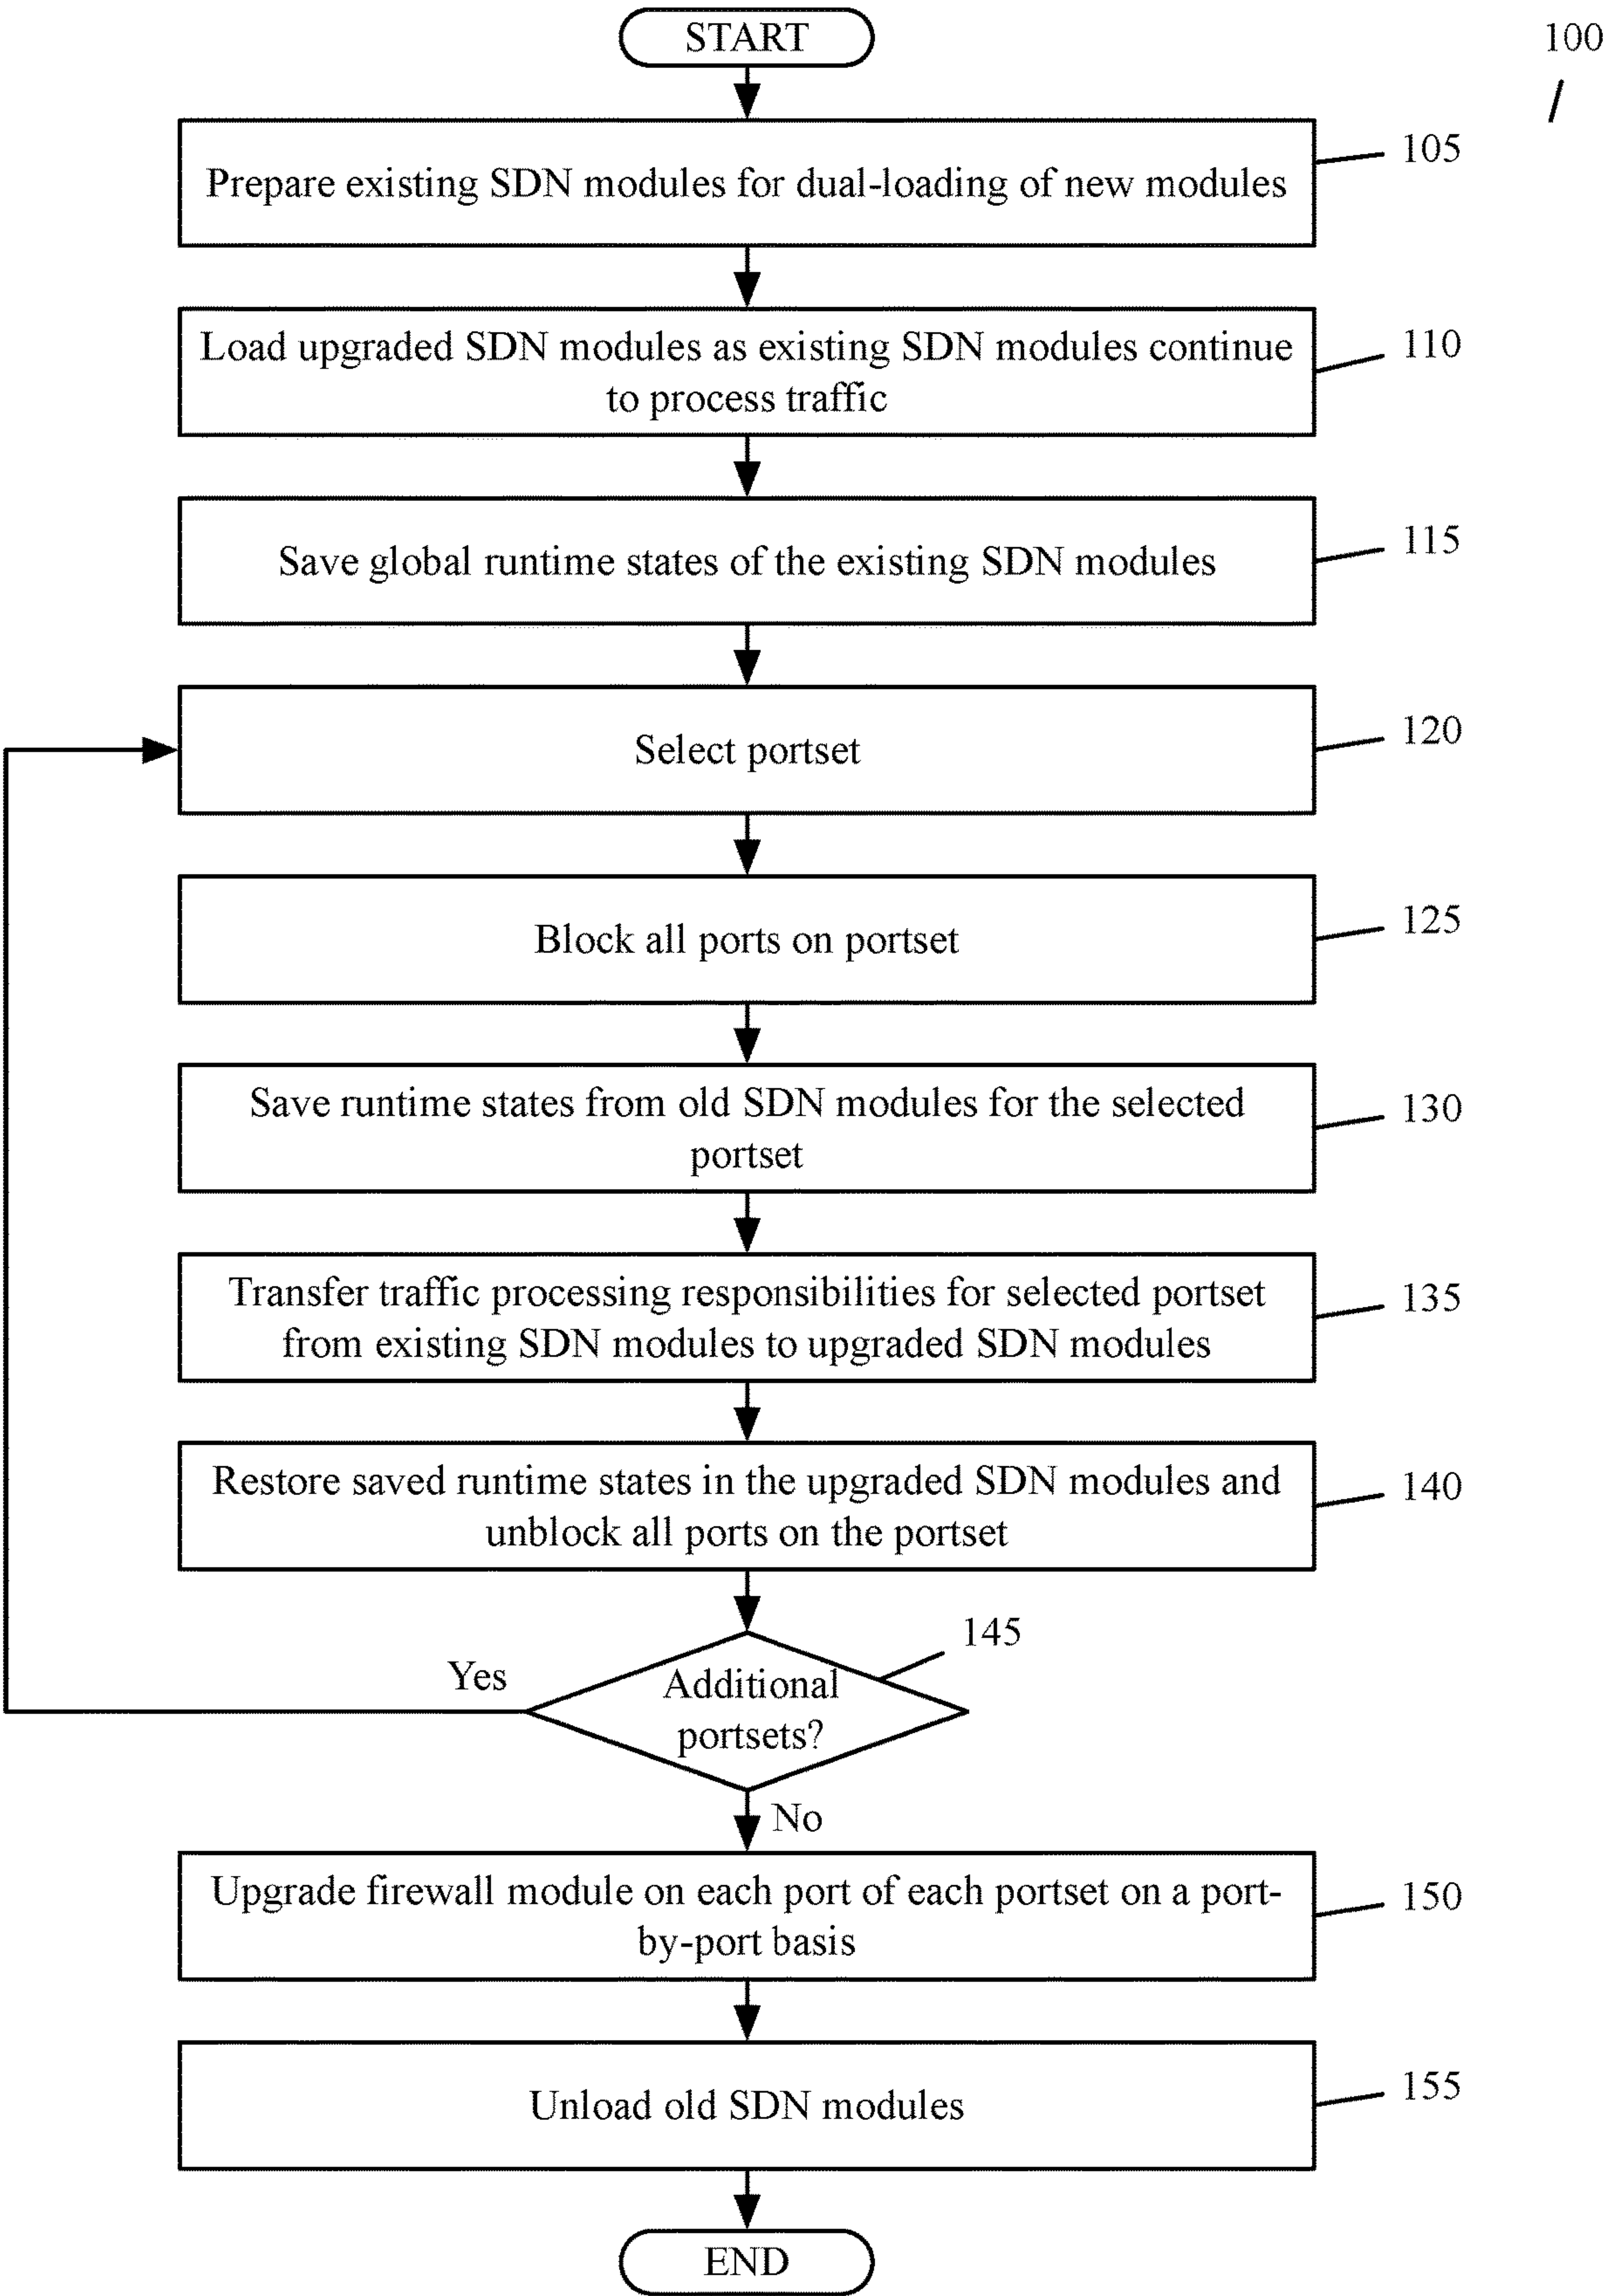 START
100
Prepare existing SDN modules for dual-loading of new modules
105
Load upgraded SDN modules as existing SDN modules continue
to process traffic
110
Save global runtime states of the existing SDN modules
115
Select portset
120
Block all ports on portset
125
Save runtime states from old SDN modules for the selected
portset
130
Transfer traffic processing responsibilities for selected portset
from existing SDN modules to upgraded SDN modules
135
Restore saved runtime states in the upgraded SDN modules and
unblock all ports on the portset
140
145
Yes
Additional
portsets?
No
Upgrade firewall module on each port of each portset on a port-
by-port basis
150
Unload old SDN modules
155
END